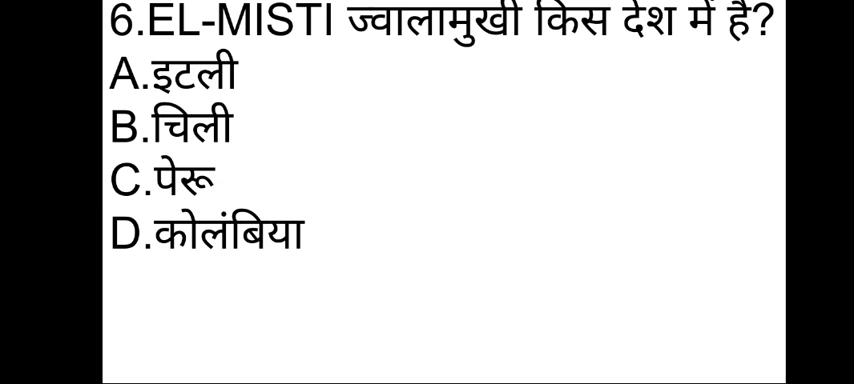 6.EL-MISTI ज्वालामुखी किस देश में है?
A.इटली
B.चिली
C.पेरू
D.कोलंबिया